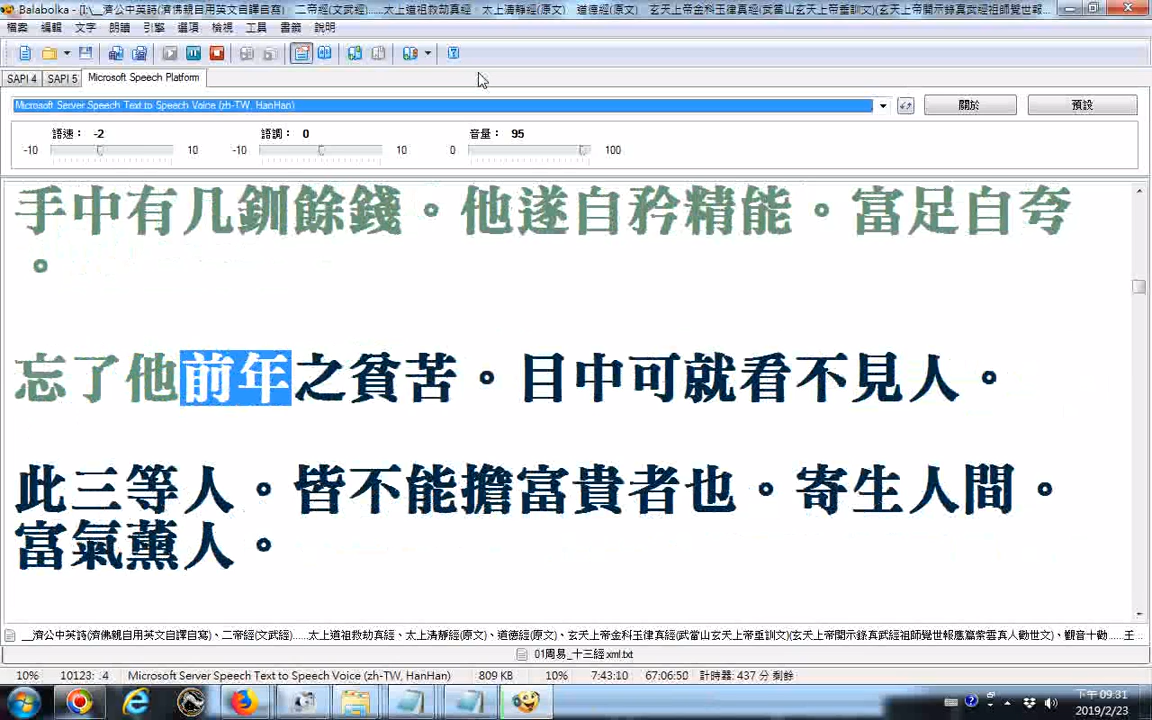 Balabolka - [I:\__濟公中英詩(濟佛親自用英文自譯自寫) 、二帝經(文武經).....太上道祖救劫真經 、太上清靜經(原文) 、 道德經(原文) 、 玄天上帝金科玉律真經(武當山玄天上帝垂訓文)(玄天上帝開示錄真武經祖師覺世報...
檔案 編輯 文字 朗讀 引擎 選項 檢視 工具 書籤 說明
SAPI 4 SAPI 5 Microsoft Speech Platform
Microsoft Server Speech Text to Speech Voice (zh-TW, HanHan)
關於 預設
語速： -2 語調： 0 音量： 95
-10 10 -10 10 0 100
手中有几釧餘錢。他遂自矜精能。富足自夸
。
忘了他前年之貧苦。目中可就看不見人。
此三等人。皆不能擔富貴者也。寄生人間。
富氣薰人。
__濟公中英詩(濟佛親自用英文自譯自寫)、二帝經(文武經).....太上道祖救劫真經、太上清靜經(原文)、道德經(原文)、玄天上帝金科玉律真經(武當山玄天上帝垂訓文)(玄天上帝開示錄真武經祖師覺世報應篇紫雲真人勸世文)、觀音十勸.....王...
01周易_十三經.xml.txt
10% 10123: .4 Microsoft Server Speech Text to Speech Voice (zh-TW, HanHan) 809 KB 10% 7:43:10 67:06:50 計時器: 437 分 剩餘
下午 09:31
2019/2/23